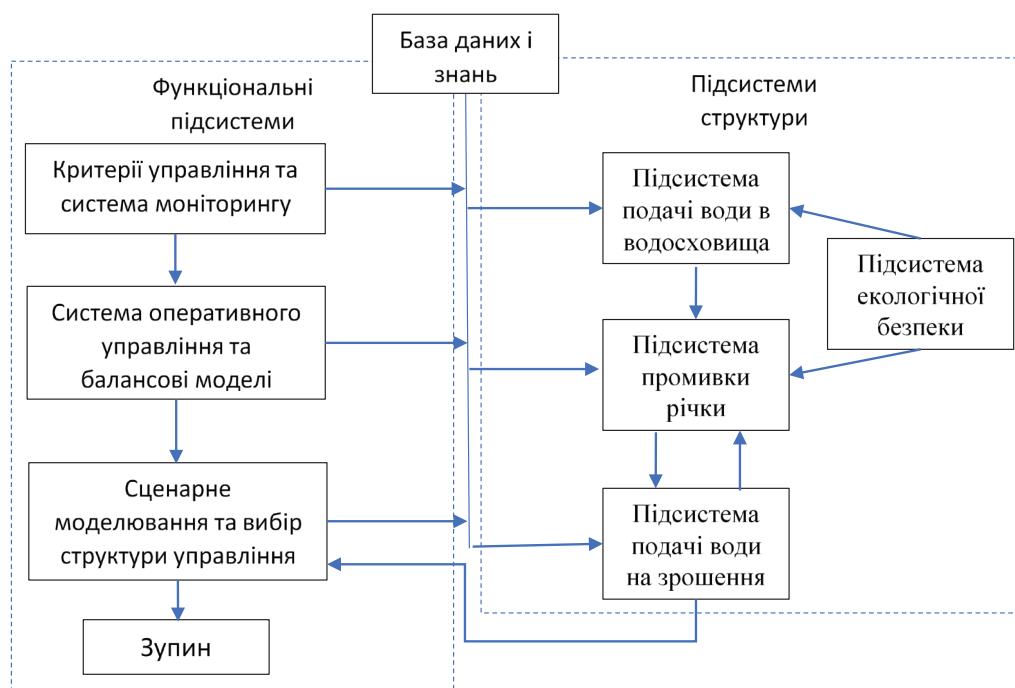 База даних і
знань
Функціональні
підсистеми
Критерії управління та
система моніторингу
Система оперативного
управління та
балансові моделі
Сценарне
моделювання та вибір
структури управління
Зупин
Підсистеми
структури
Підсистема
подачі води в
водосховища
Підсистема
екологічної
безпеки
Підсистема
промивки
річки
Підсистема
подачі води
на зрошення